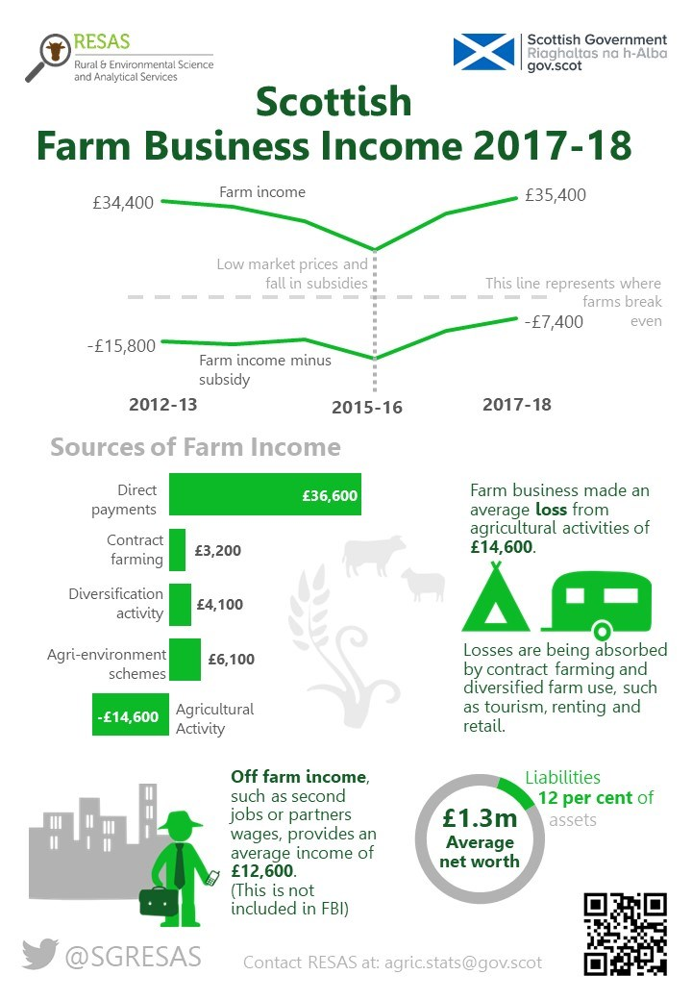 RESAS
Rural & Environmental Science
and Analytical Services
Scottish Government
Riaghaltas na h-Alba
gov.scot
Scottish
Farm Business Income 2017-18
£34,400
Farm income
£35,400
Low market prices and
fall in subsidies
This line represents where
farms break
even
-£7,400
-£15,800
Farm income minus
subsidy
2012-13
2015-16
2017-18
Sources of Farm Income
Direct
payments
£36,600
Contract
farming
£3,200
Diversification
activity
£4,100
Agri-environment
schemes
£6,100
-£14,600
Agricultural
Activity
Farm business made an
average loss from
agricultural activities of
£14,600.
Losses are being absorbed
by contract farming and
diversified farm use, such
as tourism, renting and
retail.
Off farm income,
such as second
jobs or partners
wages, provides an
average income of
£12,600.
(This is not
included in FBI)
£1.3m
Average
net worth
Liabilities
12 per cent of
assets
@SGRESAS
Contact RESAS at: agric.stats@gov.scot